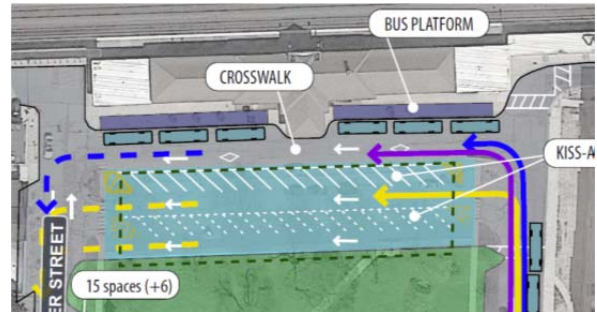 BUS PLATFORM
CROSSWALK
KISS-A
ER STREET
15 spaces (+6)